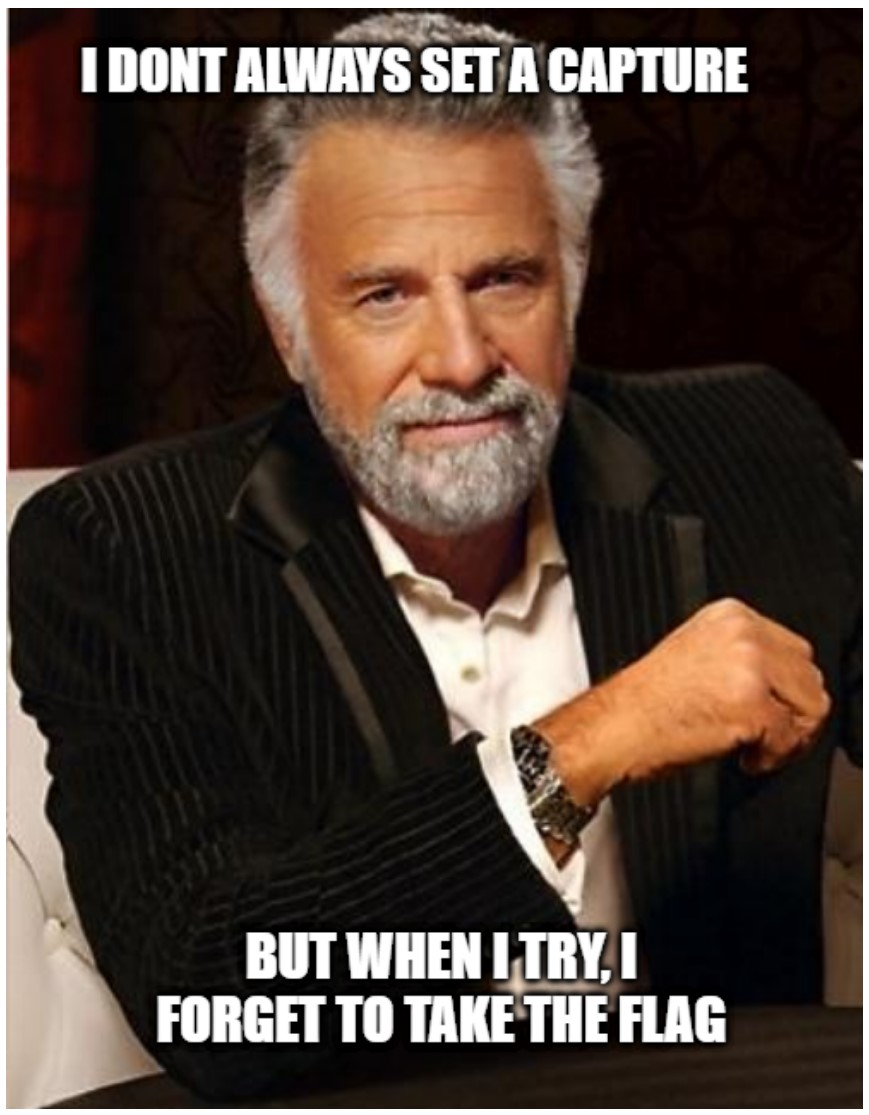 I DONT ALWAYS SET A CAPTURE
BUT WHEN I TRY, I
FORGET TO TAKE THE FLAG